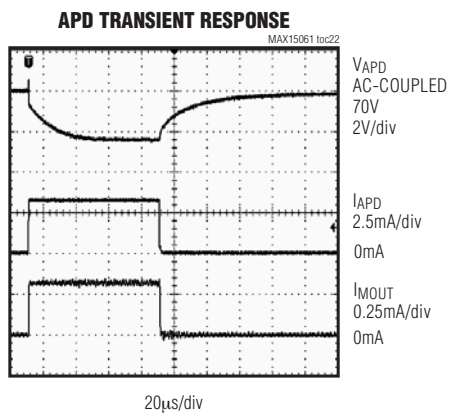 APD TRANSIENT RESPONSE
MAX15061 toc22
VAPD
AC-COUPLED
70V
2V/div
IAPD
2.5mA/div
0mA
IMOUT
0.25mA/div
0mA
20µs/div